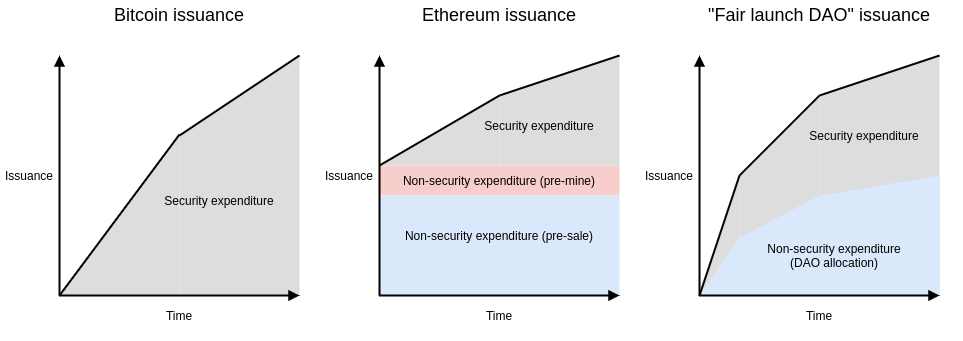 Bitcoin issuance
Issuance
Security expenditure
Time
Ethereum issuance
Issuance
Security expenditure
Non-security expenditure (pre-mine)
Non-security expenditure (pre-sale)
Time
"Fair launch DAO" issuance
Issuance
Security expenditure
Non-security expenditure
(DAO allocation)
Time